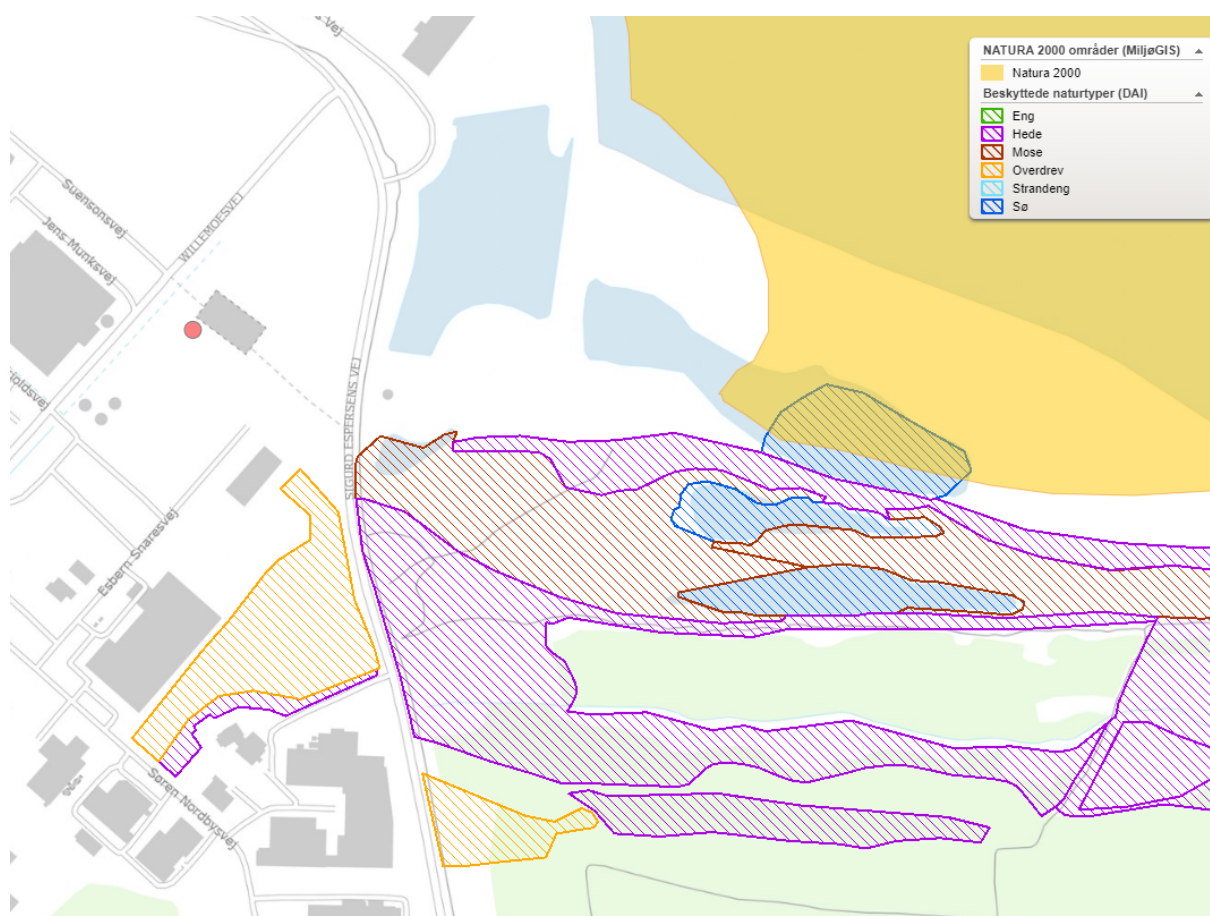 NATURA 2000 områder (MiljøGIS)
Natura 2000
Beskyttede naturtyper (DAI)
Eng
Hede
Mose
Overdrev
Strandeng
Sø
Suensonsvej
Jens Munksvej
WILLEMOESVEJ
SIGURD ESPERSENS VEJ
Esbern Snaresvej
Søren Nordbysvej